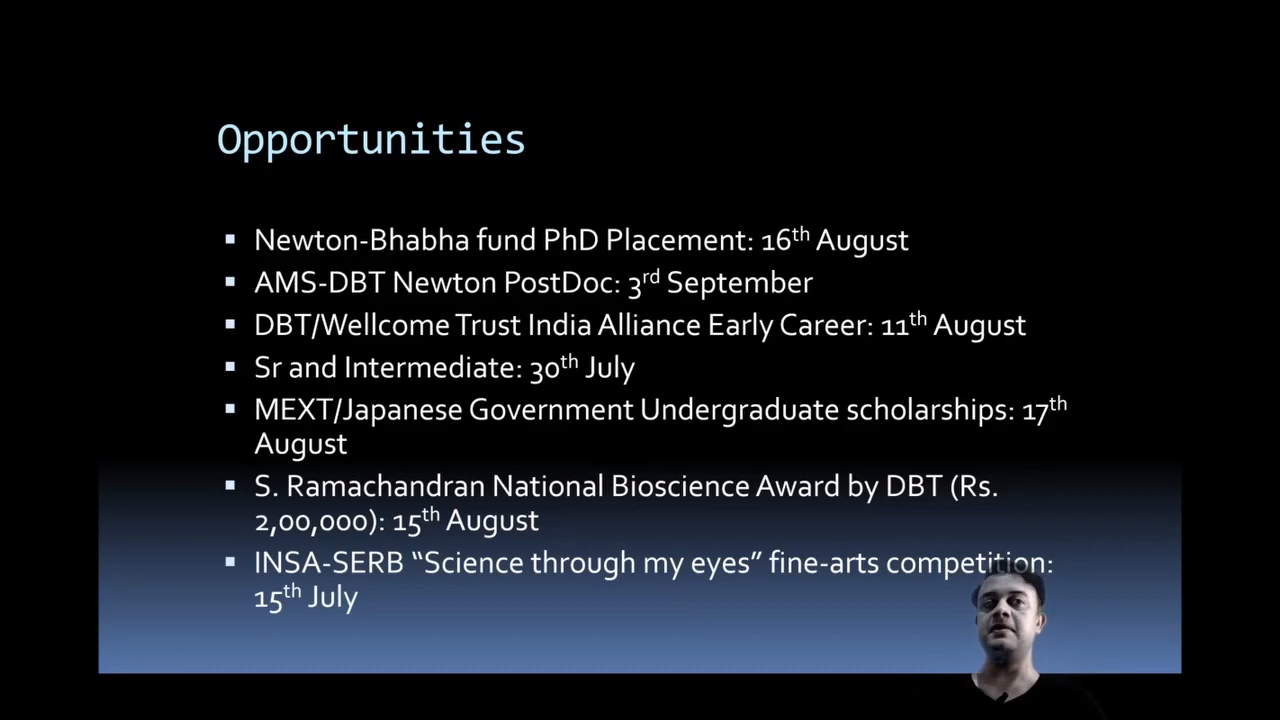 Opportunities
Newton-Bhabha fund PhD Placement: 16th August
AMS-DBT Newton PostDoc: 3rd September
DBT/Wellcome Trust India Alliance Early Career: 11th August
Sr and Intermediate: 30th July
MEXT/Japanese Government Undergraduate scholarships: 17th
August
S. Ramachandran National Bioscience Award by DBT (Rs.
2,00,000): 15th August
INSA-SERB “Science through my eyes” fine-arts competition:
15th July